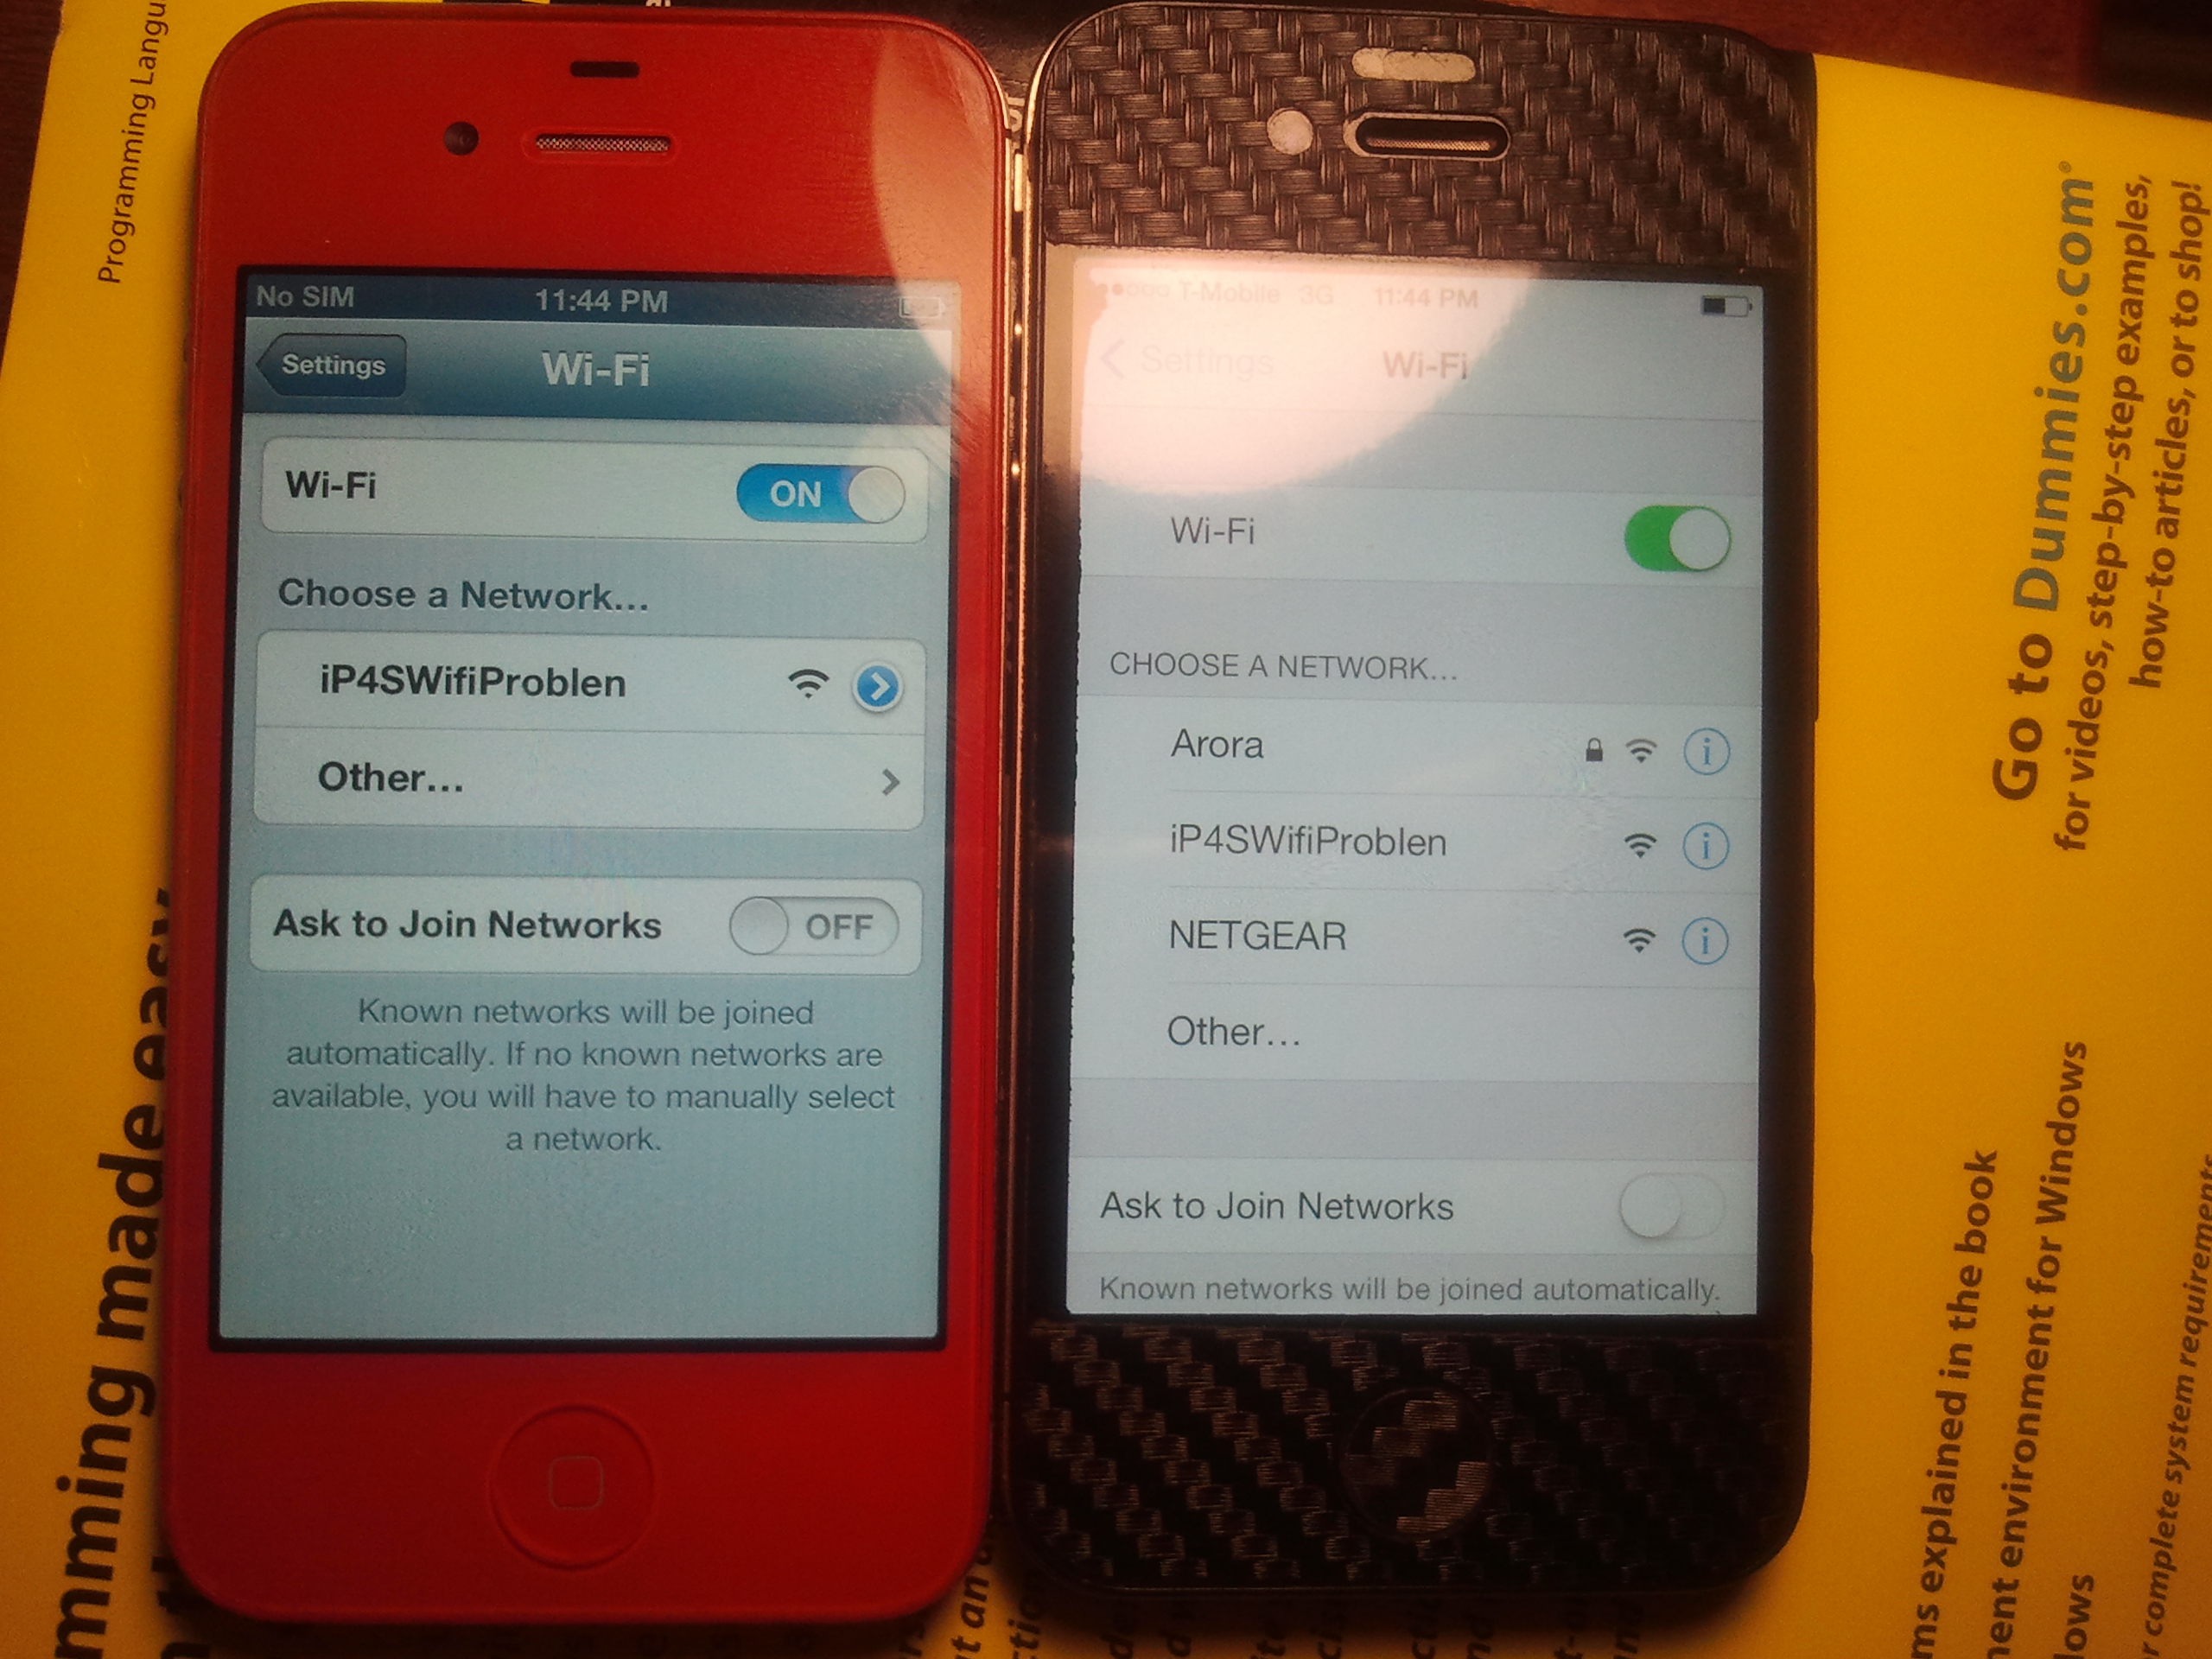 Programming Langu
mming made easy
No SIM 11:44 PM
Settings Wi-Fi
Wi-Fi ON
Choose a Network...
iP4SWifiProblen
Other...
Ask to Join Networks OFF
Known networks will be joined
automatically. If no known networks are
available, you will have to manually select
a network.
T-Mobile 3G 11:44 PM
Settings Wi-Fi
Wi-Fi
CHOOSE A NETWORK...
Arora
iP4SWifiProblen
NETGEAR
Other...
Ask to Join Networks
Known networks will be joined automatically.
Go to Dummies.com®
for videos, step-by-step examples,
how-to articles, or to shop!
ms explained in the book
ment environment for Windows
dows
r complete system requirements